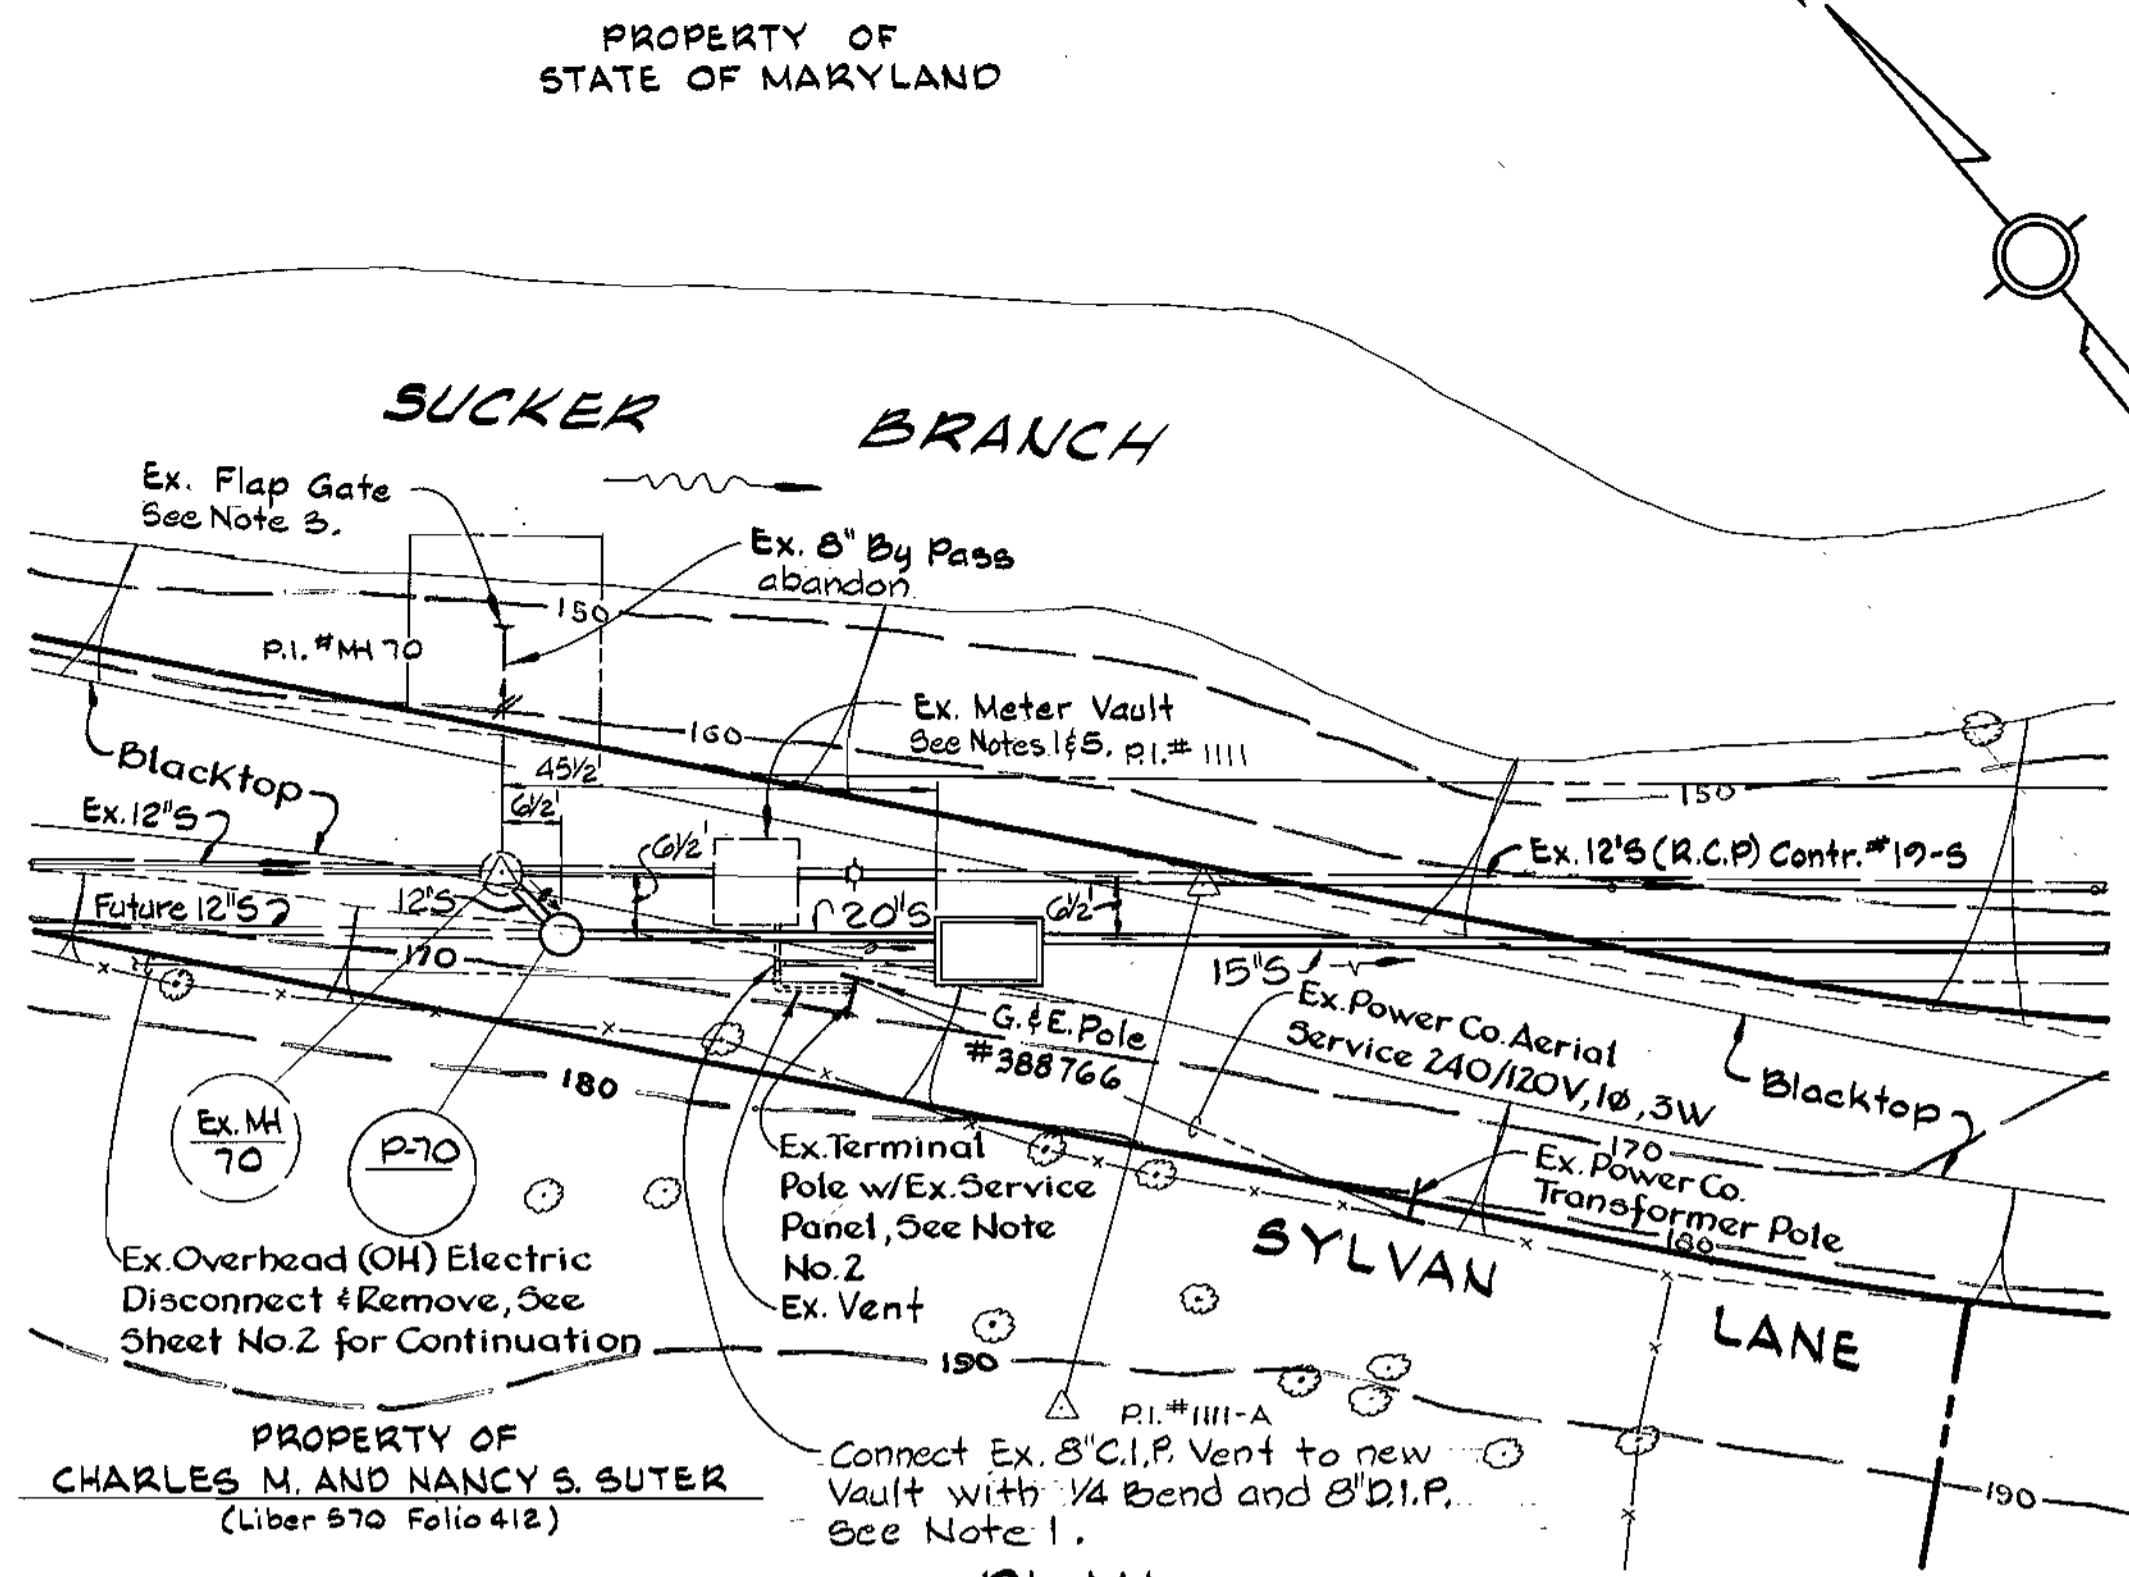 PROPERTY OF
STATE OF MARYLAND
SUCKER BRANCH
Ex. Flap Gate
See Note 3.
Ex. 8" By Pass
abandon
150
P.I. #MH 70
Ex. Meter Vault
See Notes 1&5. P.I.# 1111
160
Blacktop
45½'
6½'
150
Ex.12"S
6½'
Ex.12"S (R.C.P) Contr.#19-S
Future 12"S
12"S
20"S
6½'
170
15"S
G.&E.Pole
#388766
Ex.Power Co.Aerial
Service 240/120V,1ø,3W
Blacktop
180
Ex.MH
70
P-70
Ex.Terminal
Pole w/Ex.Service
Panel,See Note
No.2
Ex. Vent
170
Ex.Power Co.
Transformer Pole
180
SYLVAN LANE
Ex.Overhead (OH) Electric
Disconnect &Remove,See
Sheet No.2 for Continuation
190
P.I.#1111-A
PROPERTY OF
CHARLES M. AND NANCY S. SUTER
(Liber 570 Folio 412)
Connect Ex. 8"C.I.P. Vent to new
Vault with 1/4 Bend and 8"D.I.P.
See Note 1.
190